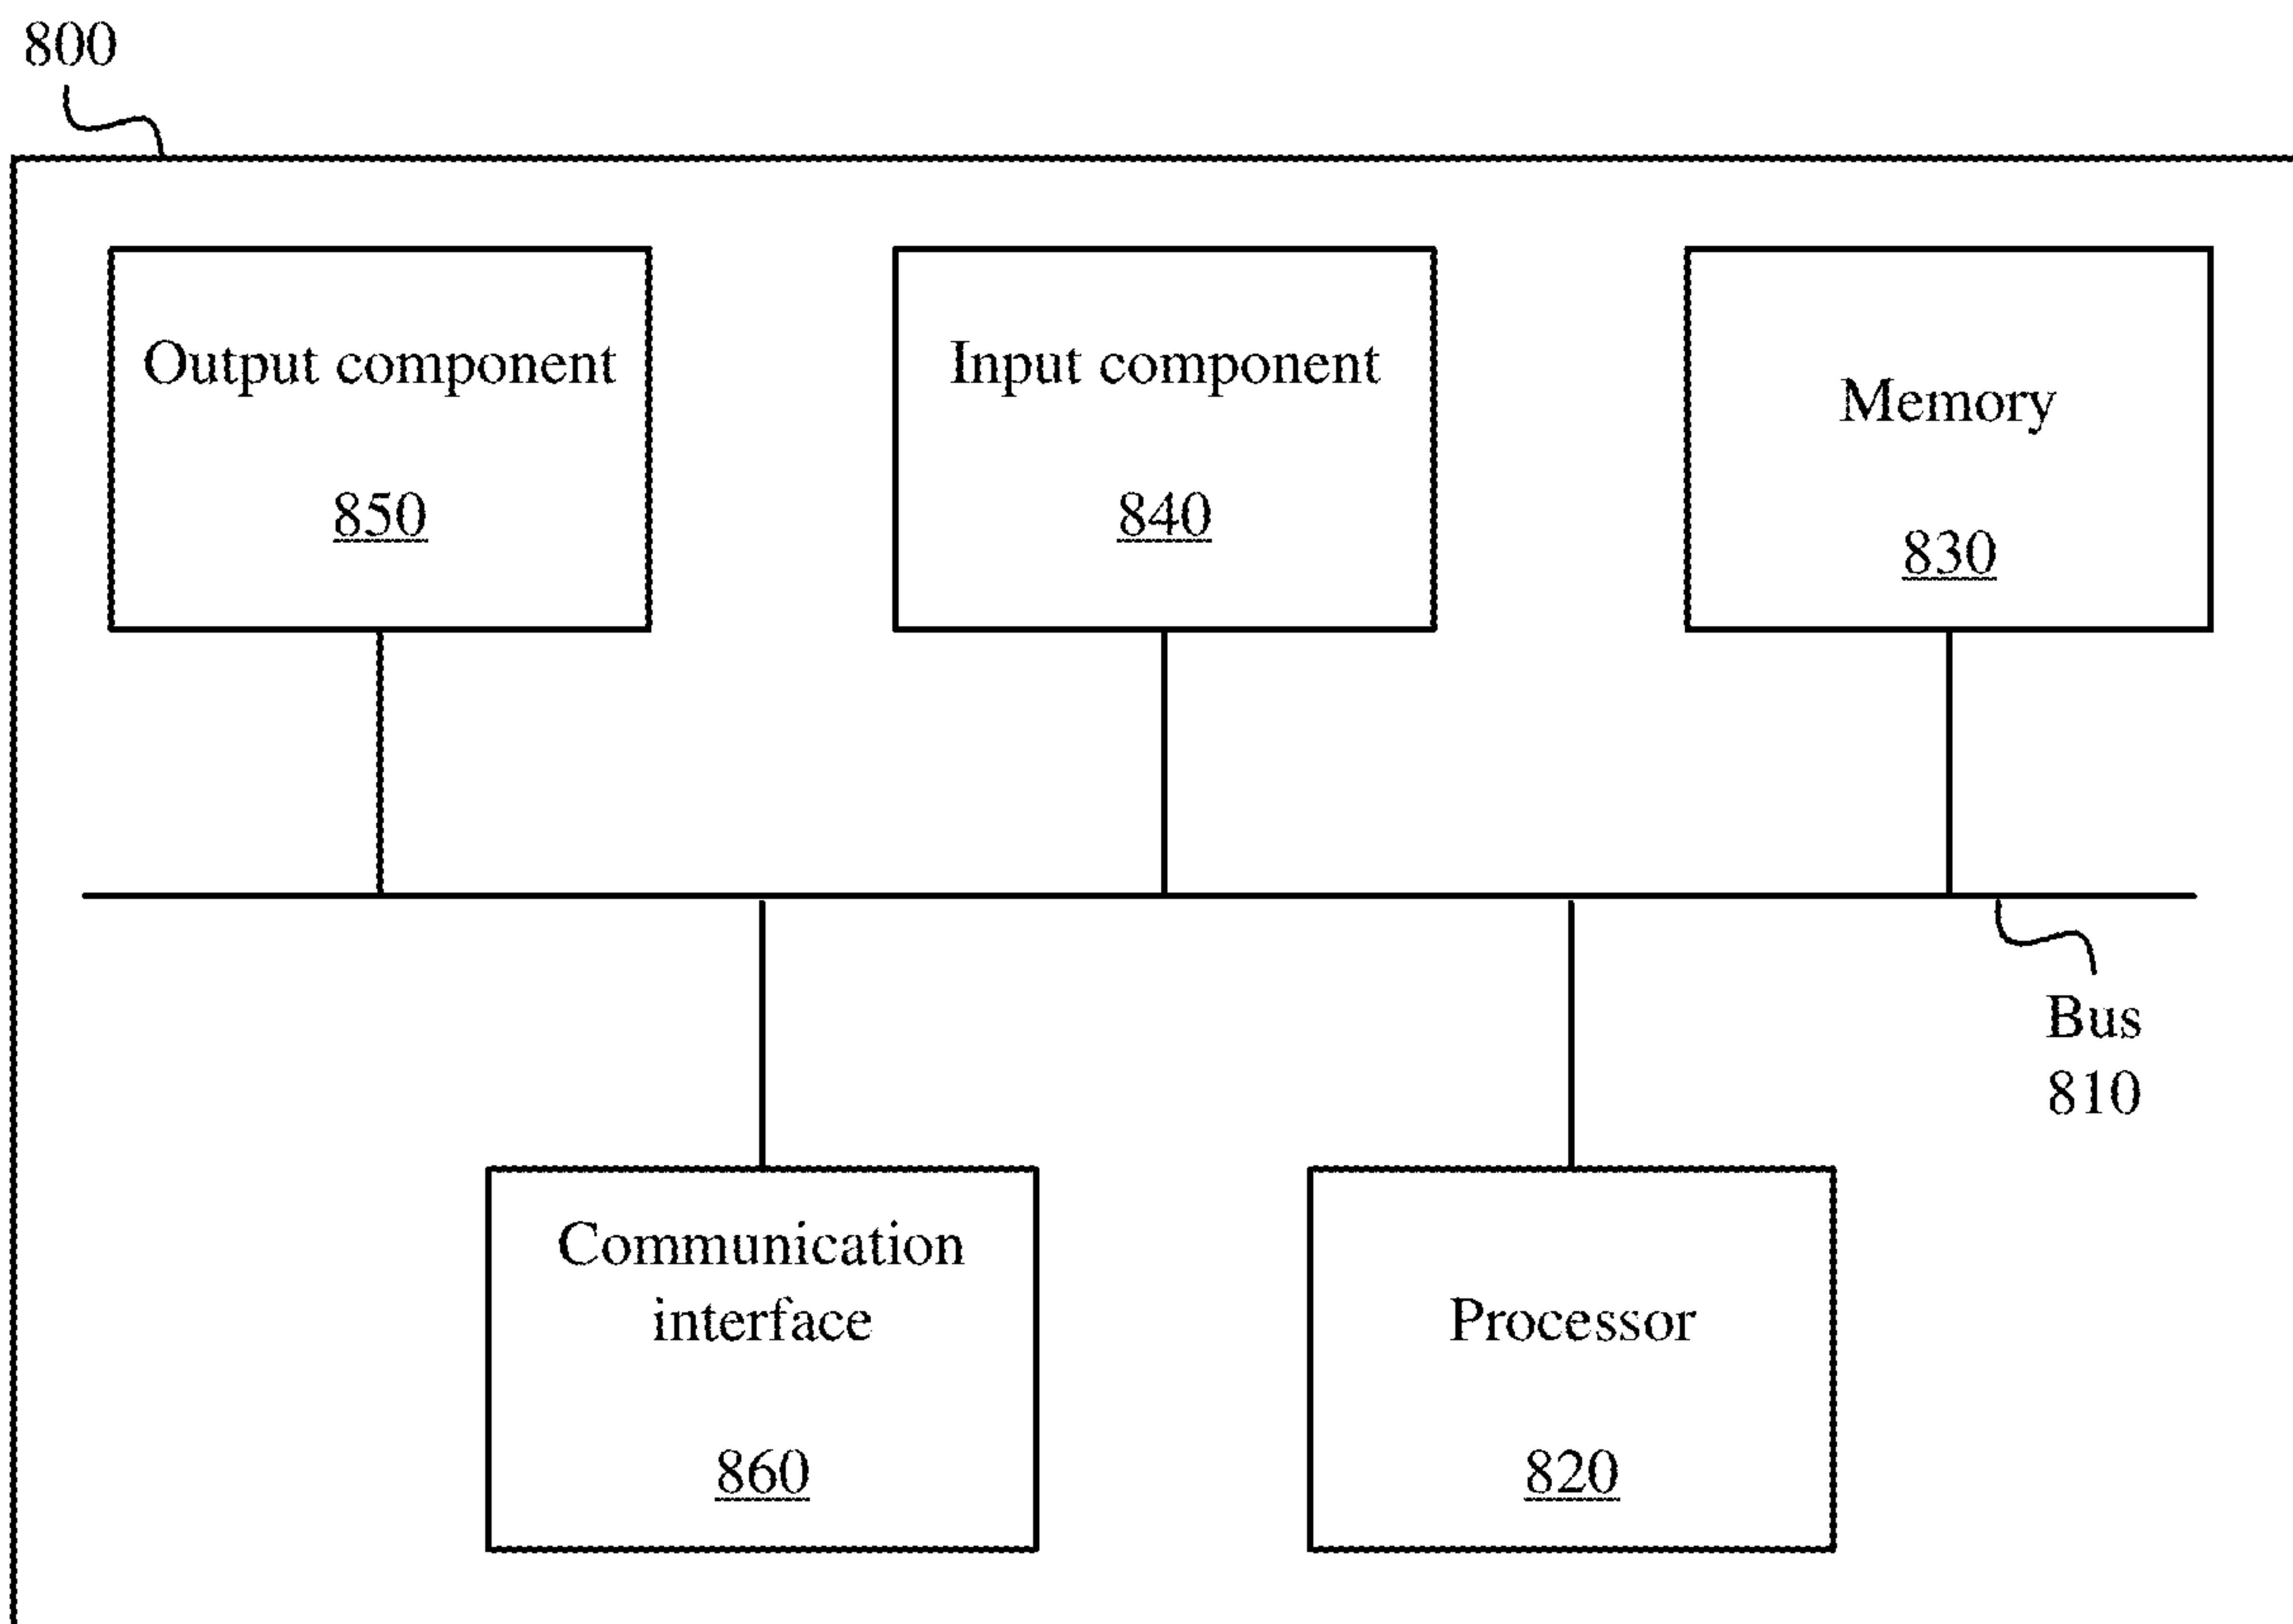 800
Output component
850
Input component
840
Memory
830
Bus
810
Communication
interface
860
Processor
820